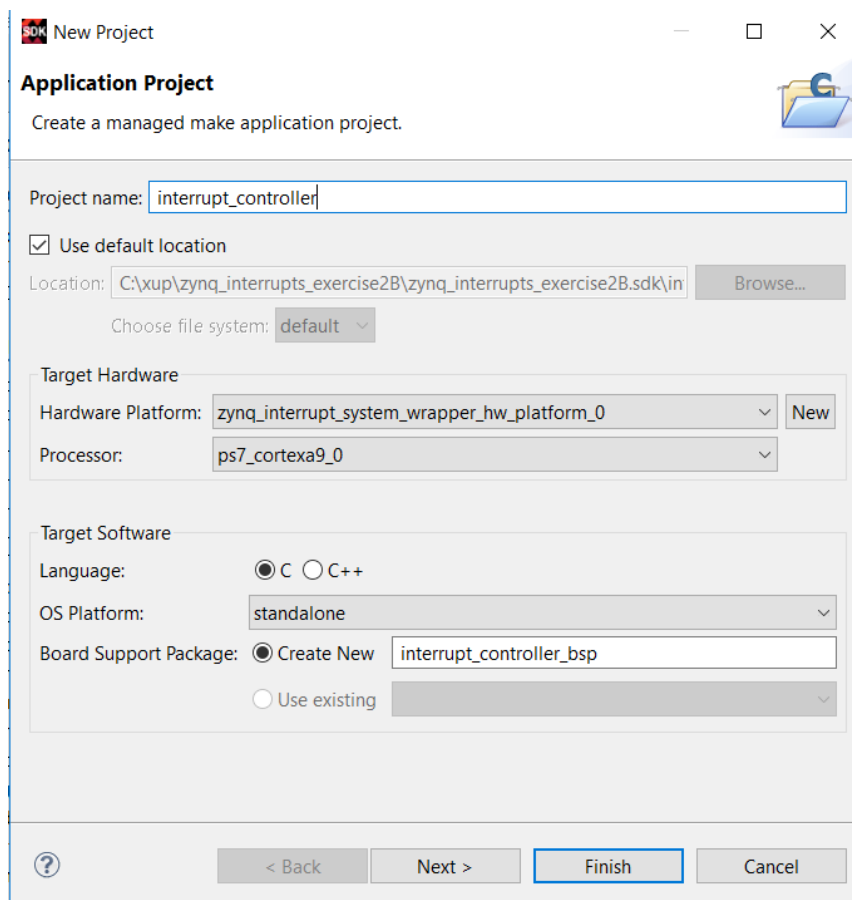 SDK New Project
Application Project
C
Create a managed make application project.
Project name: interrupt_controller
Use default location
Location: C:\xup\zynq_interrupts_exercise2B\zynq_interrupts_exercise2B.sdk\in Browse...
Choose file system: default
Target Hardware
Hardware Platform: zynq_interrupt_system_wrapper_hw_platform_0 New
Processor: ps7_cortexa9_0
Target Software
Language: C C++
OS Platform: standalone
Board Support Package: Create New interrupt_controller_bsp
Use existing
? < Back Next > Finish Cancel